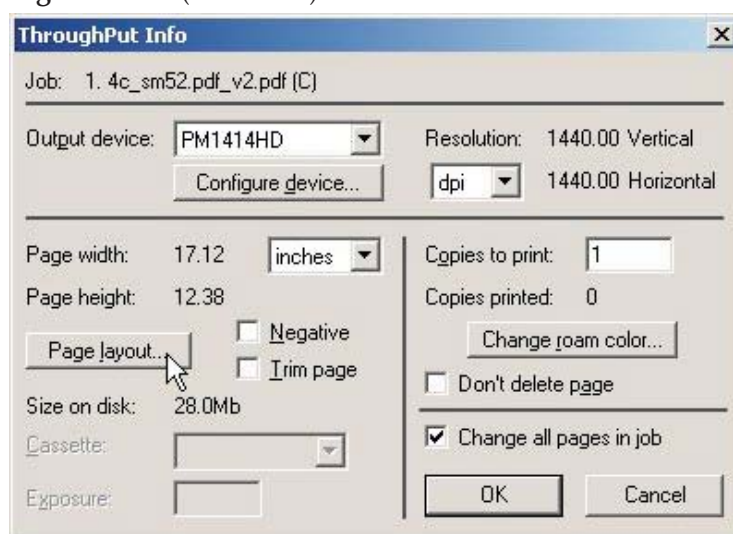 ThroughPut Info
Job: 1. 4c_sm52.pdf_v2.pdf (C)
Output device: PM1414HD
Configure device...
Resolution: 1440.00 Vertical
dpi 1440.00 Horizontal
Page width: 17.12 inches
Page height: 12.38
Negative
Page layout...
Trim page
Size on disk: 28.0Mb
Cassette:
Exposure:
Copies to print: 1
Copies printed: 0
Change roam color...
Don't delete page
Change all pages in job
OK Cancel